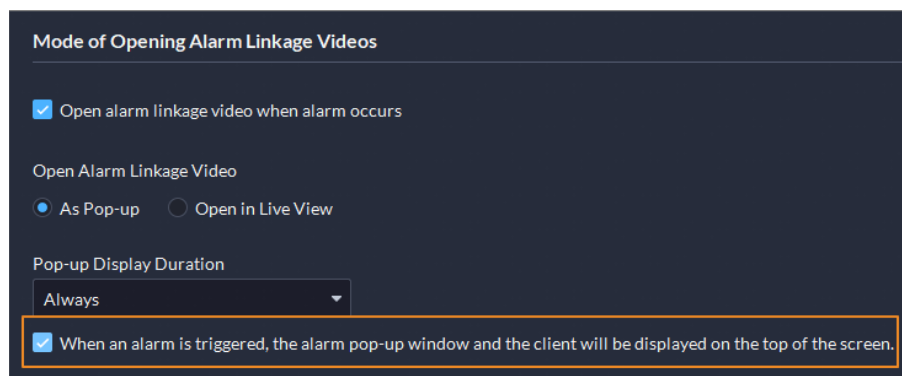 Mode of Opening Alarm Linkage Videos
Open alarm linkage video when alarm occurs
Open Alarm Linkage Video
As Pop-up Open in Live View
Pop-up Display Duration
Always
When an alarm is triggered, the alarm pop-up window and the client will be displayed on the top of the screen.